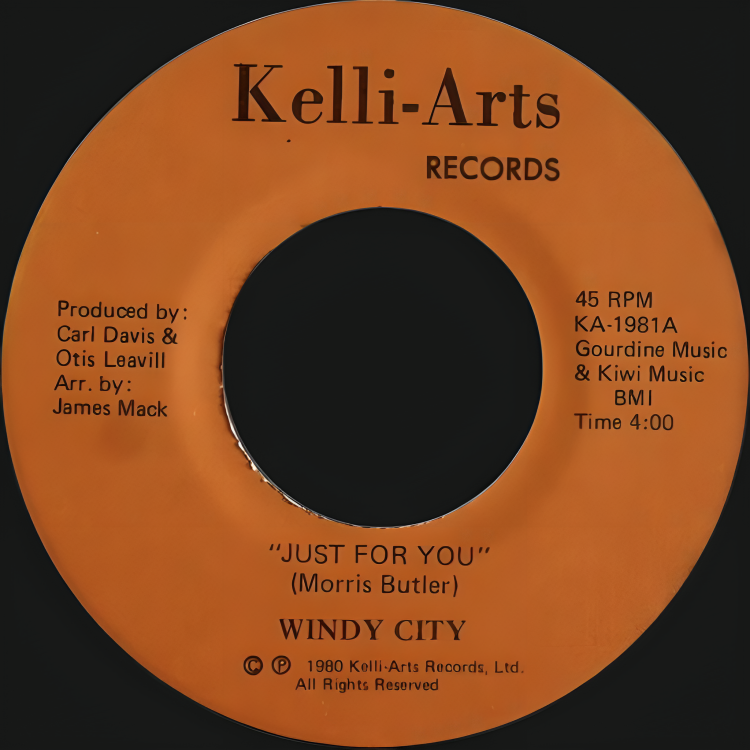 Kelli-Arts
RECORDS
Produced by:
Carl Davis &
Otis Leavill
Arr. by:
James Mack
45 RPM
KA-1981A
Gourdine Music
& Kiwi Music
BMI
Time 4:00
"JUST FOR YOU"
(Morris Butler)
WINDY CITY
© ℗ 1980 Kelli-Arts Records, Ltd.
All Rights Reserved